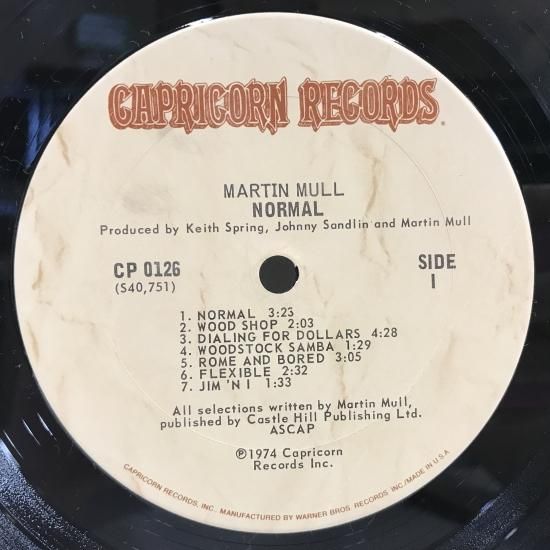 CAPRICORN RECORDS.
MARTIN MULL
NORMAL
Produced by Keith Spring, Johnny Sandlin and Martin Mull
CP 0126
(S40,751)
SIDE
1
1. NORMAL 3:23
2. WOOD SHOP 2:03
3. DIALING FOR DOLLARS 4:28
4. WOODSTOCK SAMBA 1:29
5. ROME AND BORED 3:05
6. FLEXIBLE 2:32
7. JIM 'N I 1:33
All selections written by Martin Mull,
published by Castle Hill Publishing Ltd.
ASCAP
℗1974 Capricorn
Records Inc.
CAPRICORN RECORDS, INC., MANUFACTURED BY WARNER BROS. RECORDS INC./MADE IN U.S.A.